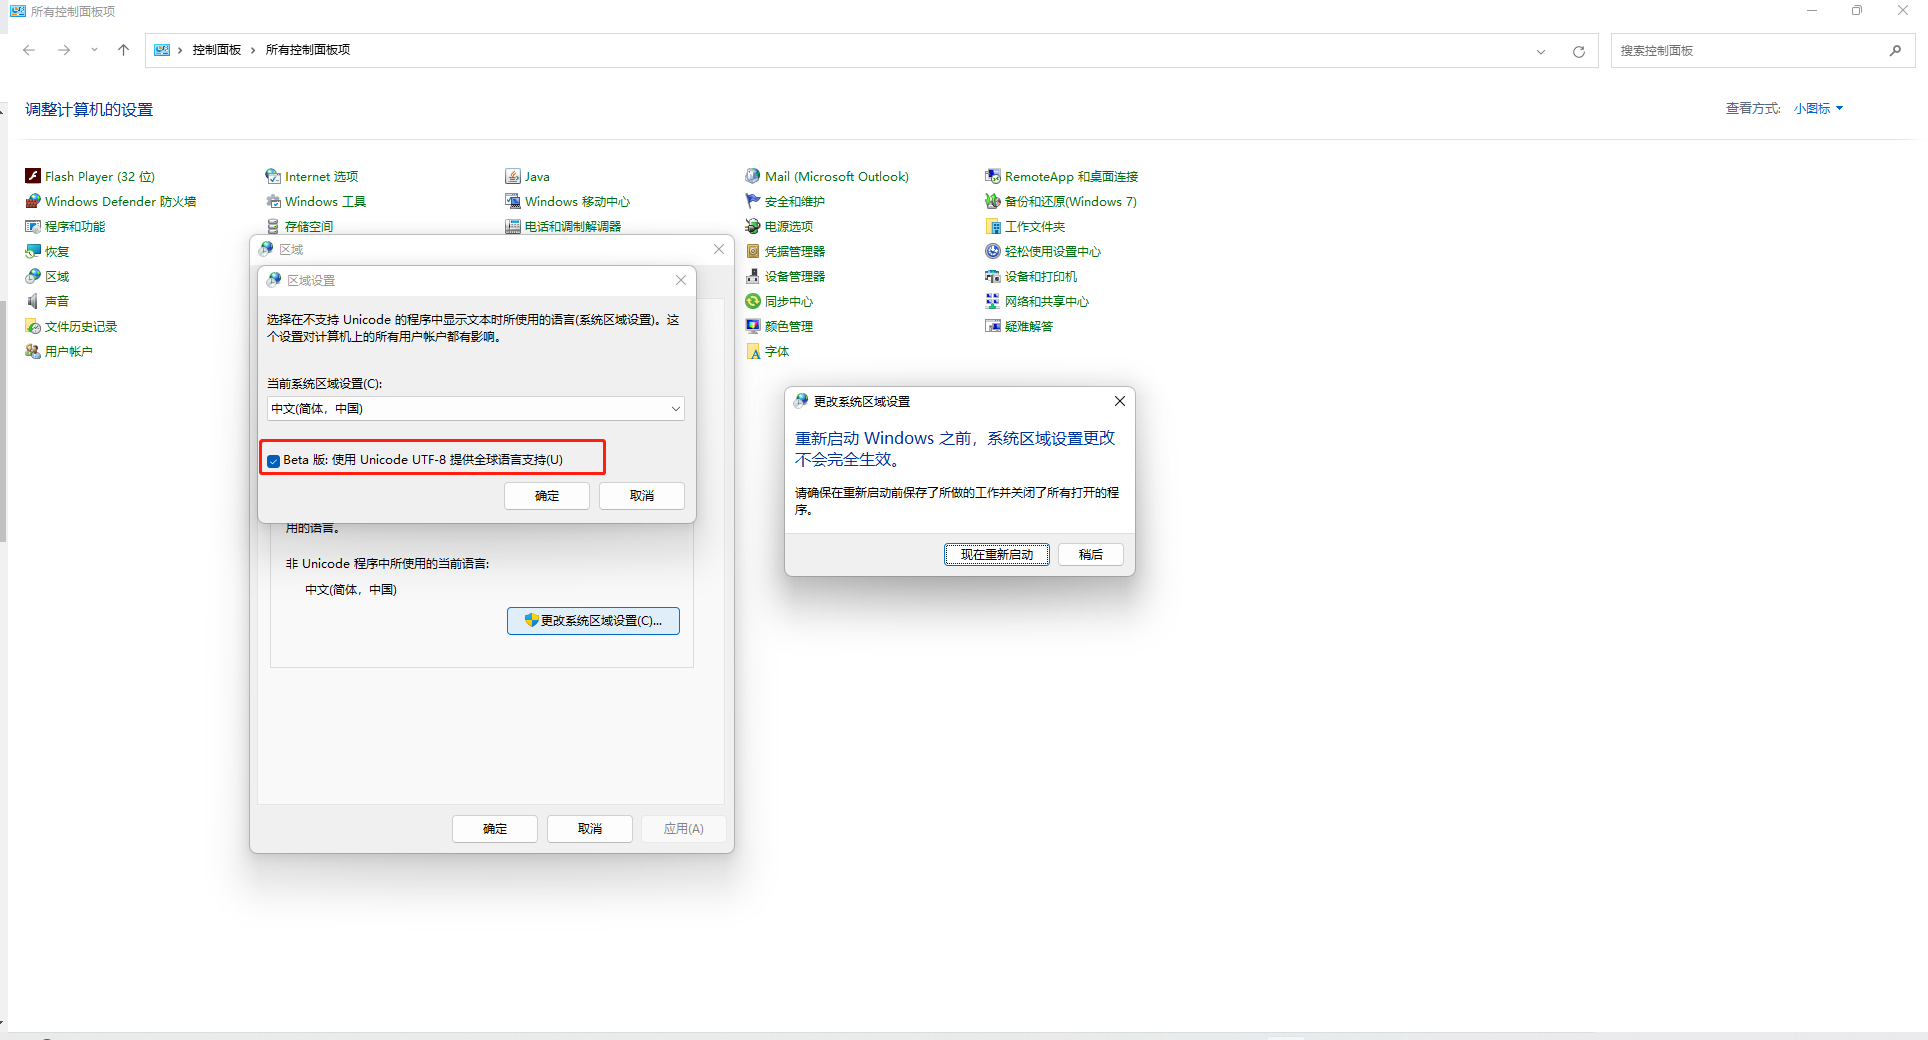 所有控制面板项
控制面板 › 所有控制面板项
搜索控制面板
调整计算机的设置
查看方式: 小图标
Flash Player (32 位)
Internet 选项
Java
Mail (Microsoft Outlook)
RemoteApp 和桌面连接
Windows Defender 防火墙
Windows 工具
Windows 移动中心
安全和维护
备份和还原(Windows 7)
程序和功能
存储空间
电话和调制解调器
电源选项
工作文件夹
恢复
凭据管理器
轻松使用设置中心
区域
设备管理器
设备和打印机
声音
同步中心
网络和共享中心
文件历史记录
颜色管理
疑难解答
用户帐户
字体
区域
区域设置
选择在不支持 Unicode 的程序中显示文本时所使用的语言(系统区域设置)。这
个设置对计算机上的所有用户帐户都有影响。
当前系统区域设置(C):
中文(简体，中国)
Beta 版: 使用 Unicode UTF-8 提供全球语言支持(U)
确定
取消
用的语言。
非 Unicode 程序中所使用的当前语言:
中文(简体，中国)
更改系统区域设置(C)...
确定
取消
应用(A)
更改系统区域设置
重新启动 Windows 之前，系统区域设置更改
不会完全生效。
请确保在重新启动前保存了所做的工作并关闭了所有打开的程
序。
现在重新启动
稍后